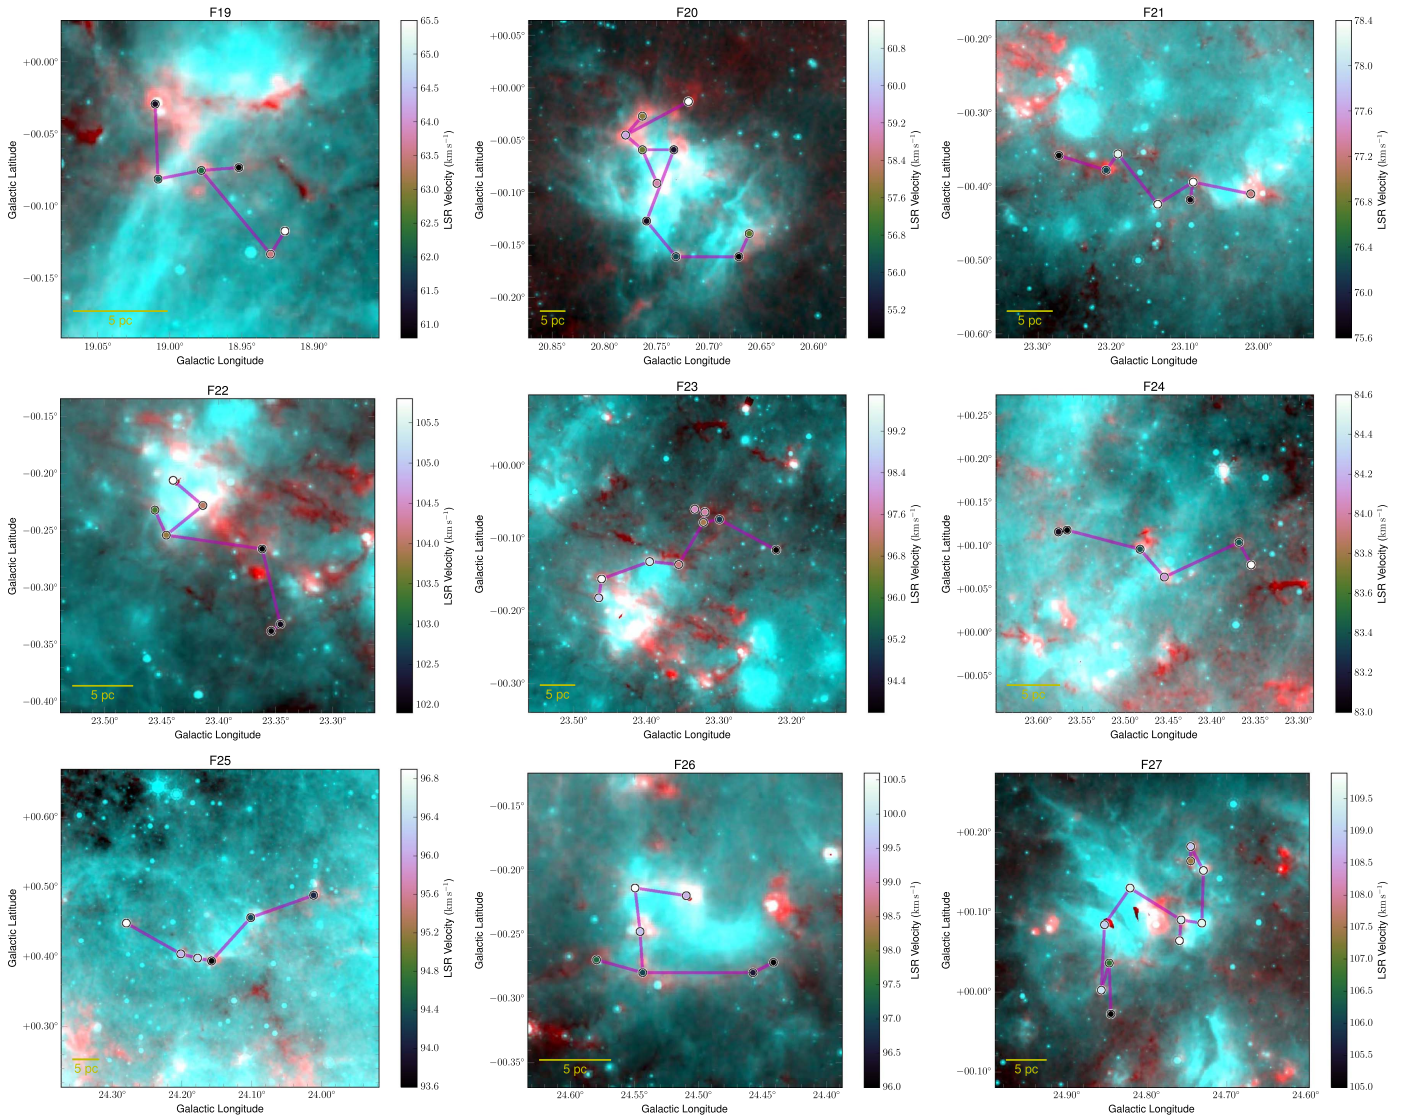 F19
+00.00°
−00.05°
−00.10°
−00.15°
Galactic Latitude
5 pc
19.05° 19.00° 18.95° 18.90°
Galactic Longitude
65.5
65.0
64.5
64.0
63.5
63.0
62.5
62.0
61.5
61.0
LSR Velocity (km s⁻¹)
F20
+00.05°
+00.00°
−00.05°
−00.10°
−00.15°
−00.20°
Galactic Latitude
5 pc
20.85° 20.80° 20.75° 20.70° 20.65° 20.60°
Galactic Longitude
60.8
60.0
59.2
58.4
57.6
56.8
56.0
55.2
LSR Velocity (km s⁻¹)
F21
−00.20°
−00.30°
−00.40°
−00.50°
−00.60°
Galactic Latitude
5 pc
23.30° 23.20° 23.10° 23.00°
Galactic Longitude
78.4
78.0
77.6
77.2
76.8
76.4
76.0
75.6
LSR Velocity (km s⁻¹)
F22
−00.15°
−00.20°
−00.25°
−00.30°
−00.35°
−00.40°
Galactic Latitude
5 pc
23.50° 23.45° 23.40° 23.35° 23.30°
Galactic Longitude
105.5
105.0
104.5
104.0
103.5
103.0
102.5
102.0
LSR Velocity (km s⁻¹)
F23
+00.00°
−00.10°
−00.20°
−00.30°
Galactic Latitude
5 pc
23.50° 23.40° 23.30° 23.20°
Galactic Longitude
99.2
98.4
97.6
96.8
96.0
95.2
94.4
LSR Velocity (km s⁻¹)
F24
+00.25°
+00.20°
+00.15°
+00.10°
+00.05°
+00.00°
−00.05°
Galactic Latitude
5 pc
23.60° 23.55° 23.50° 23.45° 23.40° 23.35° 23.30°
Galactic Longitude
84.6
84.4
84.2
84.0
83.8
83.6
83.4
83.2
83.0
LSR Velocity (km s⁻¹)
F25
+00.60°
+00.50°
+00.40°
+00.30°
Galactic Latitude
5 pc
24.30° 24.20° 24.10° 24.00°
Galactic Longitude
96.8
96.4
96.0
95.6
95.2
94.8
94.4
94.0
93.6
LSR Velocity (km s⁻¹)
F26
−00.15°
−00.20°
−00.25°
−00.30°
−00.35°
Galactic Latitude
5 pc
24.60° 24.55° 24.50° 24.45° 24.40°
Galactic Longitude
100.5
100.0
99.5
99.0
98.5
98.0
97.5
97.0
96.5
96.0
LSR Velocity (km s⁻¹)
F27
+00.20°
+00.10°
+00.00°
−00.10°
Galactic Latitude
5 pc
24.90° 24.80° 24.70° 24.60°
Galactic Longitude
109.5
109.0
108.5
108.0
107.5
107.0
106.5
106.0
105.5
105.0
LSR Velocity (km s⁻¹)